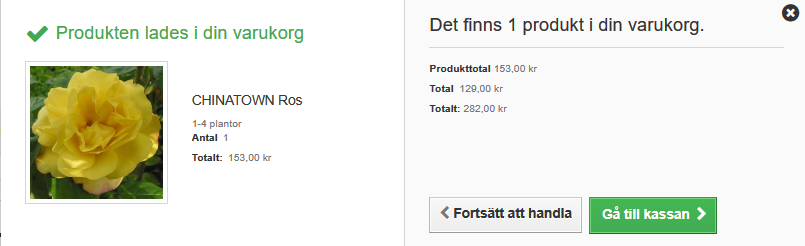 Produkten lades i din varukorg
CHINATOWN Ros
1-4 plantor
Antal 1
Totalt: 153,00 kr
Det finns 1 produkt i din varukorg.
Produkttotal 153,00 kr
Total 129,00 kr
Totalt: 282,00 kr
Fortsätt att handla
Gå till kassan